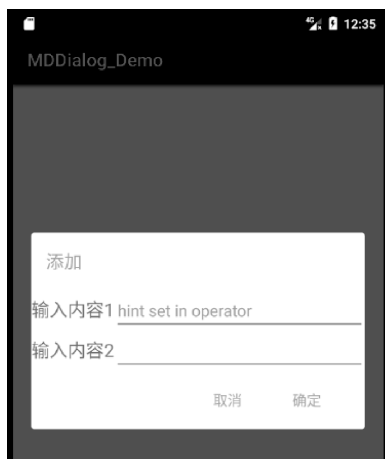 4G 12:35
MDDialog_Demo
添加
输入内容1 hint set in operator
输入内容2
取消 确定